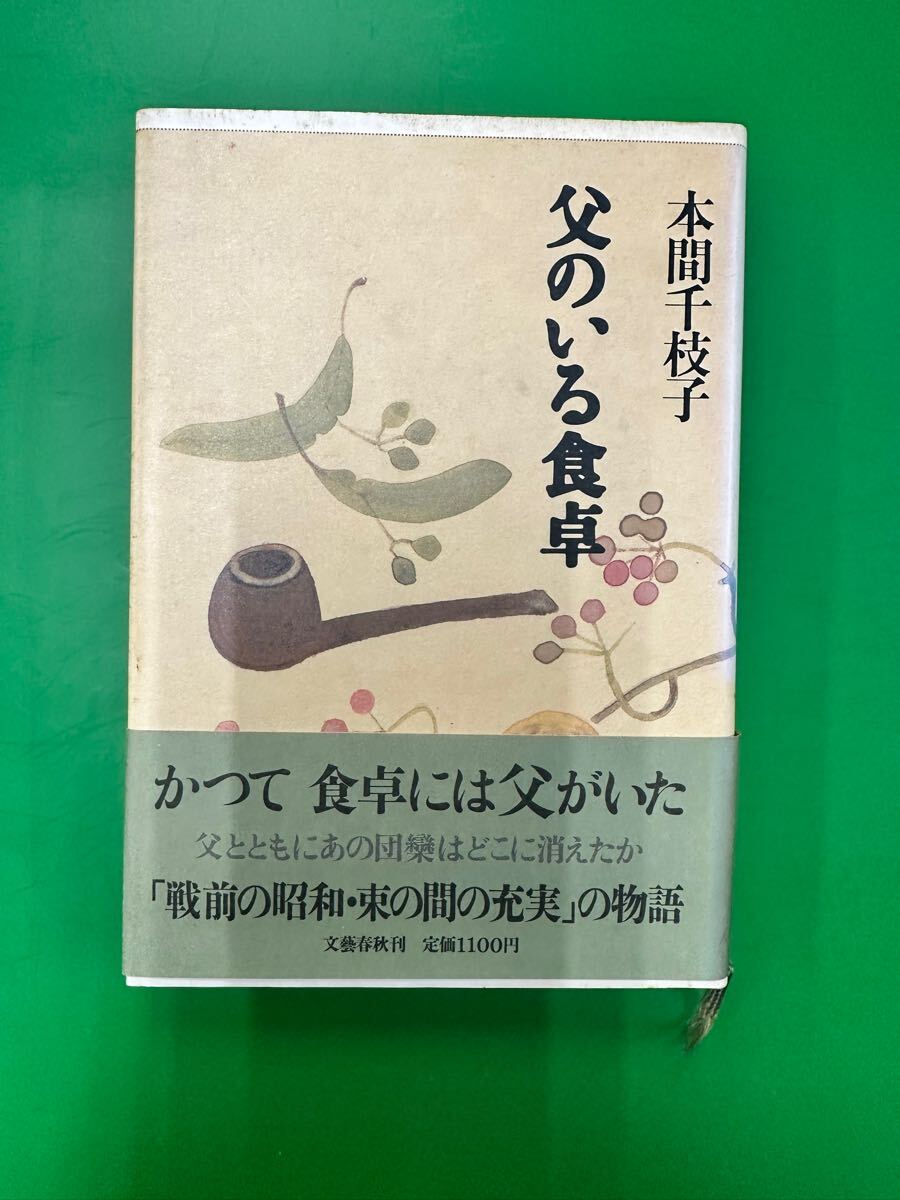 本間千枝子
父のいる食卓
かつて 食卓には父がいた
父とともにあの団欒はどこに消えたか
「戦前の昭和・束の間の充実」の物語
文藝春秋刊 定価1100円